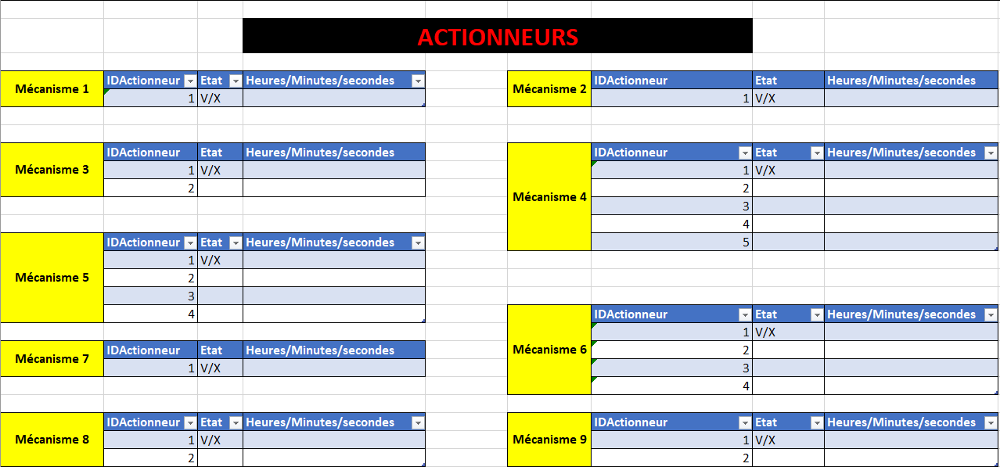 ACTIONNEURS
Mécanisme 1
IDActionneur Etat Heures/Minutes/secondes
1 V/X
Mécanisme 2
IDActionneur Etat Heures/Minutes/secondes
1 V/X
Mécanisme 3
IDActionneur Etat Heures/Minutes/secondes
1 V/X
2
Mécanisme 4
IDActionneur Etat Heures/Minutes/secondes
1 V/X
2
3
4
5
Mécanisme 5
IDActionneur Etat Heures/Minutes/secondes
1 V/X
2
3
4
Mécanisme 6
IDActionneur Etat Heures/Minutes/secondes
1 V/X
2
3
4
Mécanisme 7
IDActionneur Etat Heures/Minutes/secondes
1 V/X
Mécanisme 8
IDActionneur Etat Heures/Minutes/secondes
1 V/X
2
Mécanisme 9
IDActionneur Etat Heures/Minutes/secondes
1 V/X
2